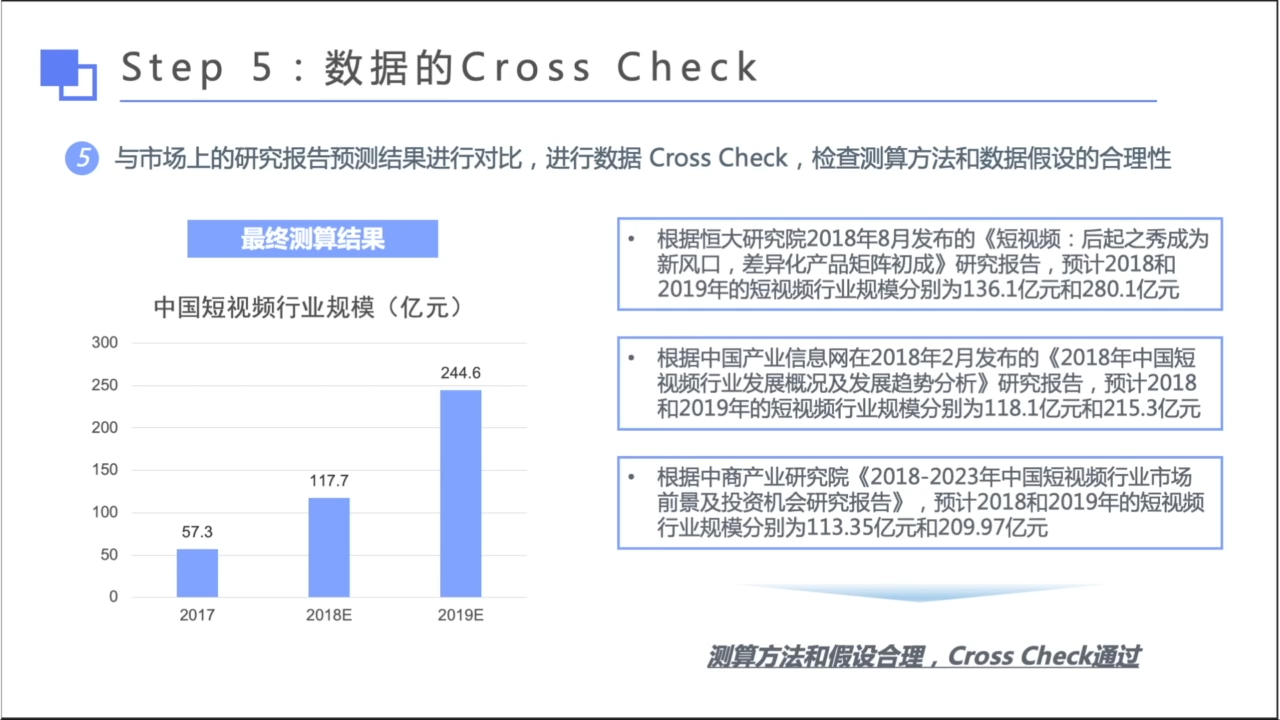 Step 5：数据的Cross Check
5 与市场上的研究报告预测结果进行对比，进行数据 Cross Check，检查测算方法和数据假设的合理性
最终测算结果
中国短视频行业规模（亿元）
300
250
200
150
100
50
0
57.3
117.7
244.6
2017
2018E
2019E
• 根据恒大研究院2018年8月发布的《短视频：后起之秀成为
新风口，差异化产品矩阵初成》研究报告，预计2018和
2019年的短视频行业规模分别为136.1亿元和280.1亿元
• 根据中国产业信息网在2018年2月发布的《2018年中国短
视频行业发展概况及发展趋势分析》研究报告，预计2018
和2019年的短视频行业规模分别为118.1亿元和215.3亿元
• 根据中商产业研究院《2018-2023年中国短视频行业市场
前景及投资机会研究报告》，预计2018和2019年的短视频
行业规模分别为113.35亿元和209.97亿元
测算方法和假设合理，Cross Check通过